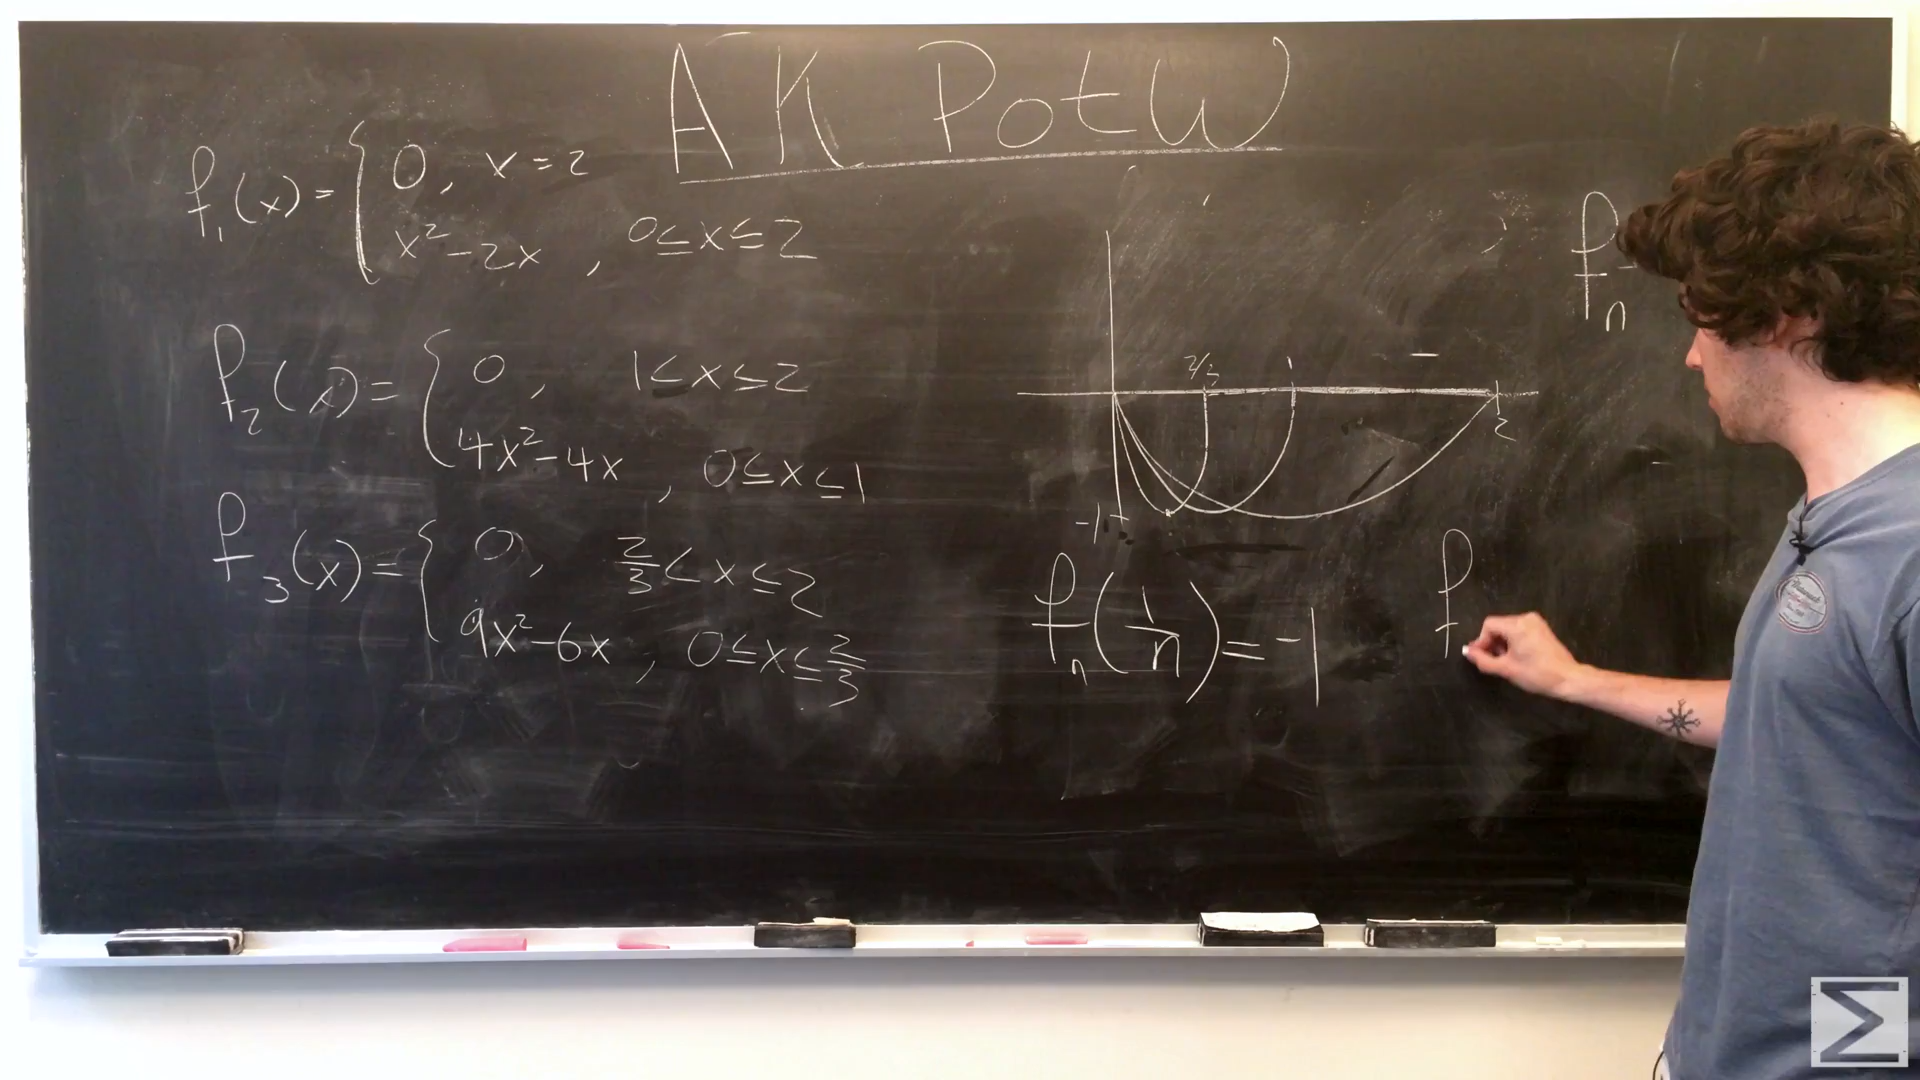 AK PotW
f₁(x) = { 0, x = 2
x² - 2x, 0 ≤ x ≤ 2
f₂(x) = { 0, 1 < x ≤ 2
4x² - 4x, 0 ≤ x ≤ 1
f₃(x) = { 0, 2/3 < x ≤ 2
9x² - 6x, 0 ≤ x ≤ 2/3
2/3 1
2
-1
fₙ(1/n) = -1
f
fₙ
Σ